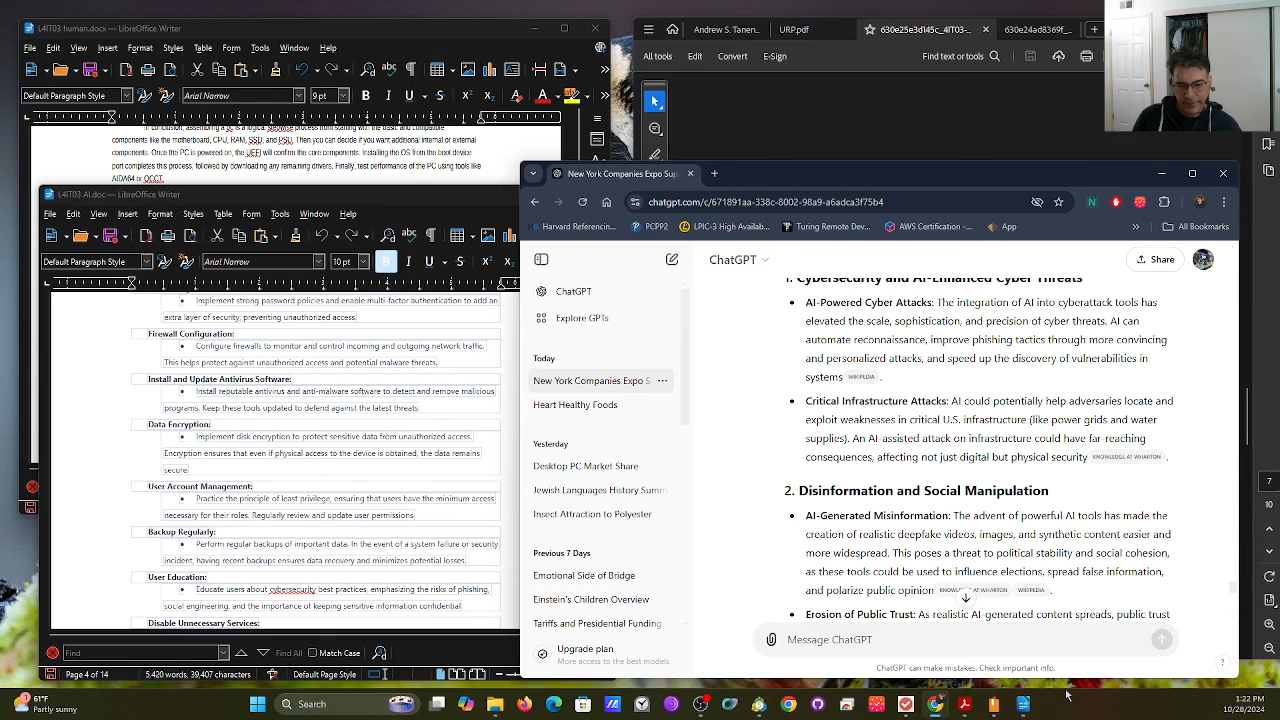 L4IT03 human.docx — LibreOffice Writer
File Edit View Insert Format Styles Table Form Tools Window Help
Default Paragraph Style Arial Narrow 9 pt
In conclusion, assembling a pc is a logical stepwise process from starting with the basic and compatible
components like the motherboard, CPU, RAM, SSD, and PSU. Then you can decide if you want additional internal or external
components. Once the PC is powered on, the UEFI will confirm the core components. Installing the OS from the boot device
port completes this process, followed by downloading any remaining drivers. Finally, test performance of the PC using tools like
AIDA64 or OCCT.
L4IT03 AI.docx — LibreOffice Writer
File Edit View Insert Format Styles Table Form Tools Window Help
Default Paragraph Style Arial Narrow 10 pt
Implement strong password policies and enable multi-factor authentication to add an
extra layer of security, preventing unauthorized access.
Firewall Configuration:
Configure firewalls to monitor and control incoming and outgoing network traffic.
This helps protect against unauthorized access and potential malware threats.
Install and Update Antivirus Software:
Install reputable antivirus and anti-malware software to detect and remove malicious
programs. Keep these tools updated to defend against the latest threats.
Data Encryption:
Implement disk encryption to protect sensitive data from unauthorized access.
Encryption ensures that even if physical access to the device is obtained, the data remains
secure.
User Account Management:
Practice the principle of least privilege, ensuring that users have the minimum access
necessary for their roles. Regularly review and update user permissions
Backup Regularly:
Perform regular backups of important data. In the event of a system failure or security
incident, having recent backups ensures data recovery and minimizes potential losses.
User Education:
Educate users about cybersecurity best practices, emphasizing the risks of phishing,
social engineering, and the importance of keeping sensitive information confidential
Disable Unnecessary Services:
Find Find All Match Case
Page 4 of 14 5,420 words, 39,407 charac Default Page Style
Andrew S. Tanen... URP.pdf 630e25e3d145c_4IT03-... 630e24ad8369f_
All tools Edit Convert E-Sign Find text or tools
7
10
New York Companies Expo Sup
chatgpt.com/c/671891aa-338c-8002-98a9-a6adca3f75b4
Harvard Referencin... PCPP2 LPIC-3 High Availab... Turing Remote Dev... AWS Certification -... App All Bookmarks
ChatGPT
Explore GPTs
Today
New York Companies Expo S
Heart Healthy Foods
Yesterday
Desktop PC Market Share
Jewish Languages History Summ
Insect Attraction to Polyester
Previous 7 Days
Emotional Side of Bridge
Einstein's Children Overview
Tariffs and Presidential Funding
Upgrade plan
More access to the best models
ChatGPT
Share
1. Cybersecurity and AI-Enhanced Cyber Threats
AI-Powered Cyber Attacks: The integration of AI into cyberattack tools has
elevated the scale, sophistication, and precision of cyber threats. AI can
automate reconnaissance, improve phishing tactics through more convincing
and personalized attacks, and speed up the discovery of vulnerabilities in
systems WIKIPEDIA .
Critical Infrastructure Attacks: AI could potentially help adversaries locate and
exploit weaknesses in critical U.S. infrastructure (like power grids and water
supplies). An AI-assisted attack on infrastructure could have far-reaching
consequences, affecting not just digital but physical security KNOWLEDGE AT WHARTON .
2. Disinformation and Social Manipulation
AI-Generated Misinformation: The advent of powerful AI tools has made the
creation of realistic deepfake videos, images, and synthetic content easier and
more widespread. This poses a threat to political stability and social cohesion,
as these tools could be used to influence elections, spread false information,
and polarize public opinion KNOWLEDGE AT WHARTON WIKIPEDIA .
Erosion of Public Trust: As realistic AI-generated content spreads, public trust
Message ChatGPT
ChatGPT can make mistakes. Check important info.
61°F
Partly sunny
Search
1:22 PM
10/28/2024